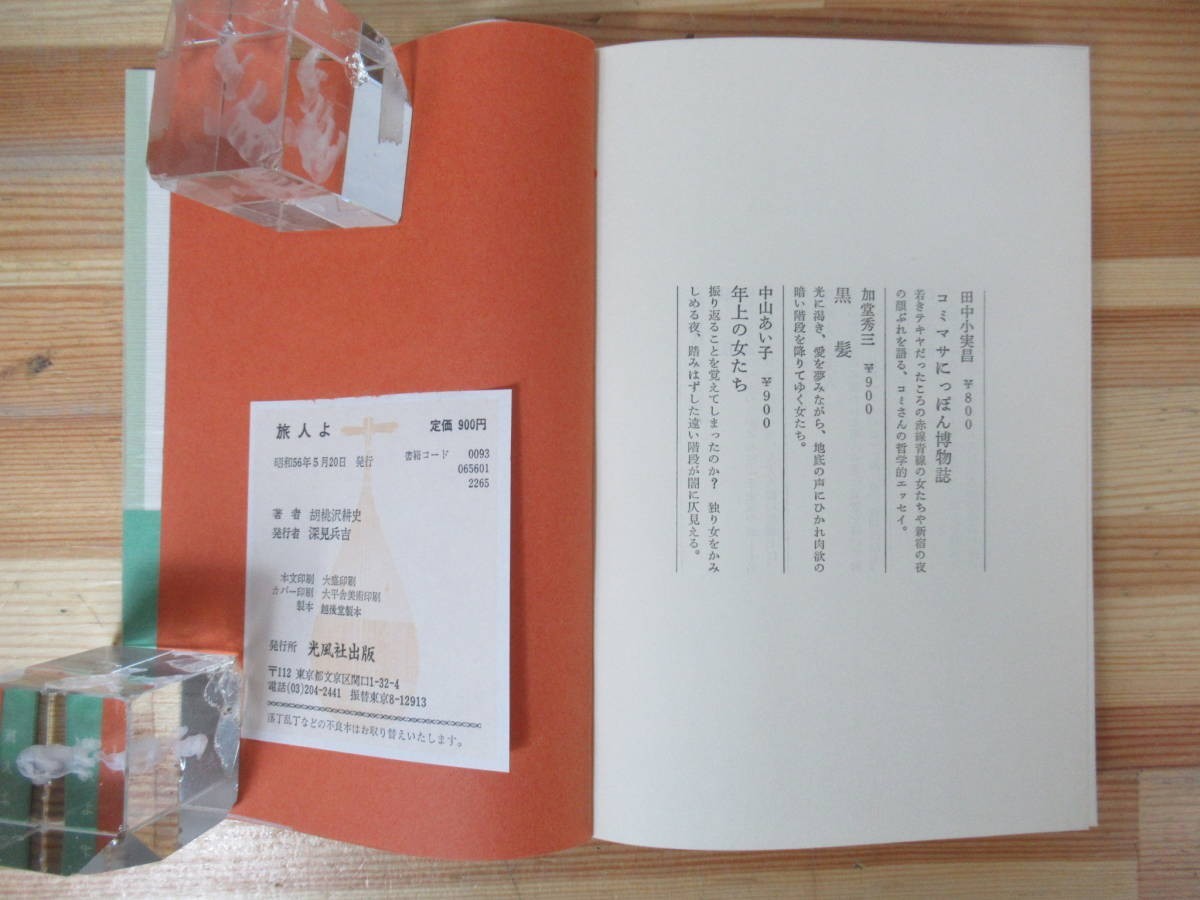 旅人よ
定価 900円
昭和56年5月20日 発行
書籍コード 0093
065601
2265
著者 胡桃沢耕史
発行者 深見兵吉
本文印刷 大盛印刷
カバー印刷 大平舎美術印刷
製本 越後堂製本
発行所 光風社出版
〒112 東京都文京区関口1-32-4
電話(03)204-2441 振替東京8-12913
落丁乱丁などの不良本はお取り替えいたします。
田中小実昌 ¥800
コミマサにっぽん博物誌
若きテキヤだったころの赤線青線の女たちや新宿の夜
の顔ぶれを語る、コミさんの哲学的エッセイ。
加堂秀三 ¥900
黒髪
光に渇き、愛を夢みながら、地底の声にひかれ肉欲の
暗い階段を降りてゆく女たち。
中山あい子 ¥900
年上の女たち
振り返ることを覚えてしまったのか? 独り女をかみ
しめる夜、踏みはずした遠い階段が闇に仄見える。